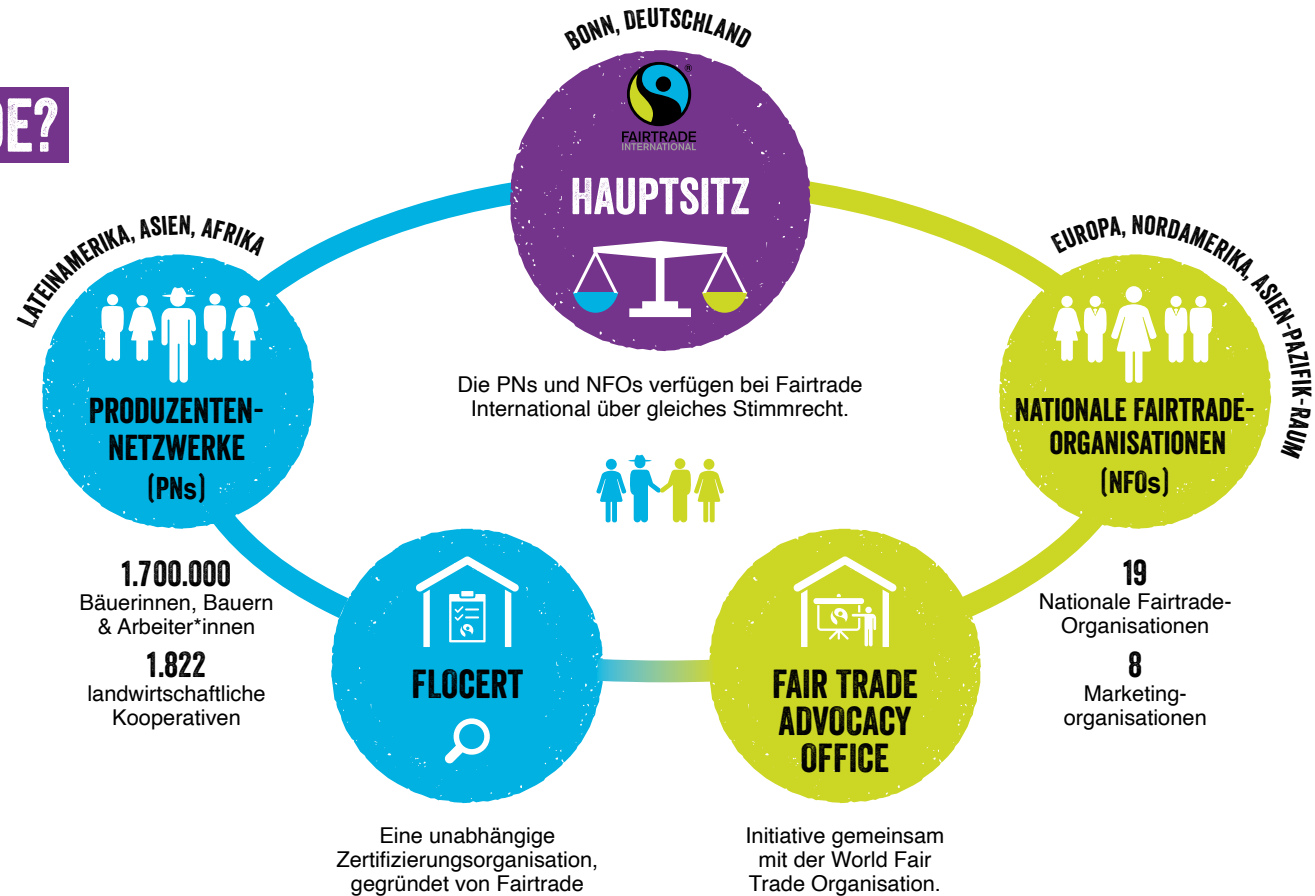 DE?
BONN, DEUTSCHLAND
®
FAIRTRADE
INTERNATIONAL
HAUPTSITZ
LATEINAMERIKA, ASIEN, AFRIKA
PRODUZENTEN-
NETZWERKE
(PNs)
EUROPA, NORDAMERIKA, ASIEN-PAZIFIK-RAUM
NATIONALE FAIRTRADE-
ORGANISATIONEN
(NFOs)
Die PNs und NFOs verfügen bei Fairtrade
International über gleiches Stimmrecht.
1.700.000
Bäuerinnen, Bauern
& Arbeiter*innen
1.822
landwirtschaftliche
Kooperativen
FLOCERT
FAIR TRADE
ADVOCACY
OFFICE
19
Nationale Fairtrade-
Organisationen
8
Marketing-
organisationen
Eine unabhängige
Zertifizierungsorganisation,
gegründet von Fairtrade
Initiative gemeinsam
mit der World Fair
Trade Organisation.